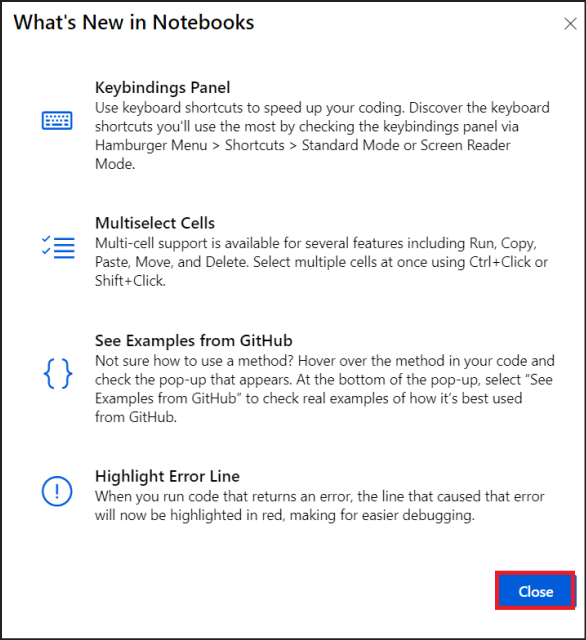 What's New in Notebooks
Keybindings Panel
Use keyboard shortcuts to speed up your coding. Discover the keyboard
shortcuts you'll use the most by checking the keybindings panel via
Hamburger Menu > Shortcuts > Standard Mode or Screen Reader
Mode.
Multiselect Cells
Multi-cell support is available for several features including Run, Copy,
Paste, Move, and Delete. Select multiple cells at once using Ctrl+Click or
Shift+Click.
See Examples from GitHub
Not sure how to use a method? Hover over the method in your code and
check the pop-up that appears. At the bottom of the pop-up, select “See
Examples from GitHub” to check real examples of how it’s best used
from GitHub.
Highlight Error Line
When you run code that returns an error, the line that caused that error
will now be highlighted in red, making for easier debugging.
Close